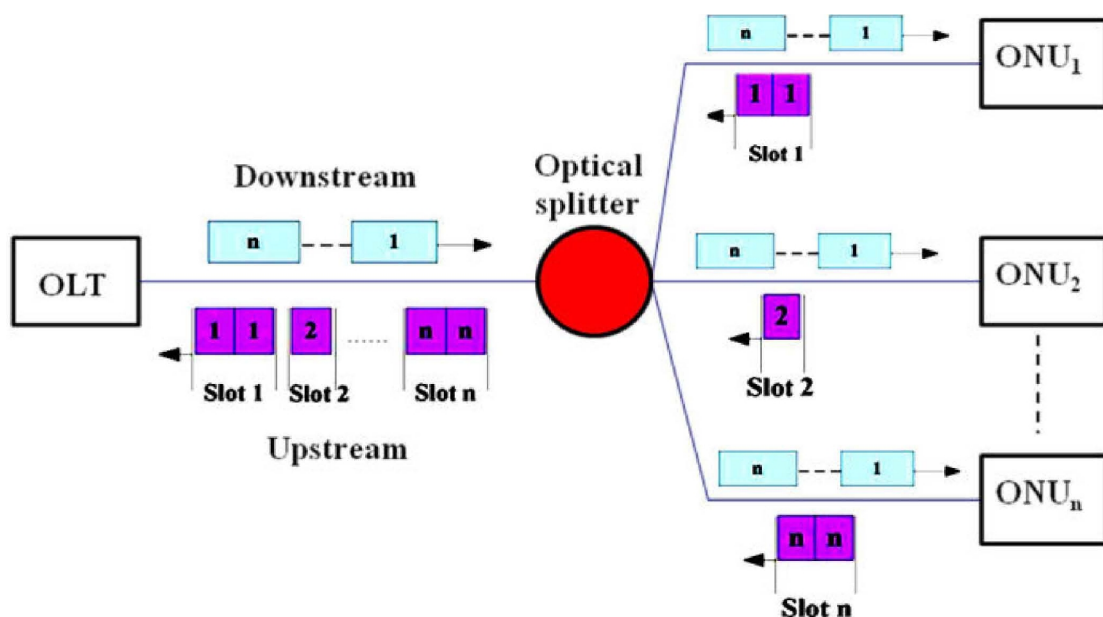 n 1
ONU1
1 1
Slot 1
Downstream
Optical
splitter
n 1
n 1
OLT
ONU2
1 1 2 n n
2
Slot 1 Slot 2 Slot n
Slot 2
Upstream
n 1
ONUn
n n
Slot n